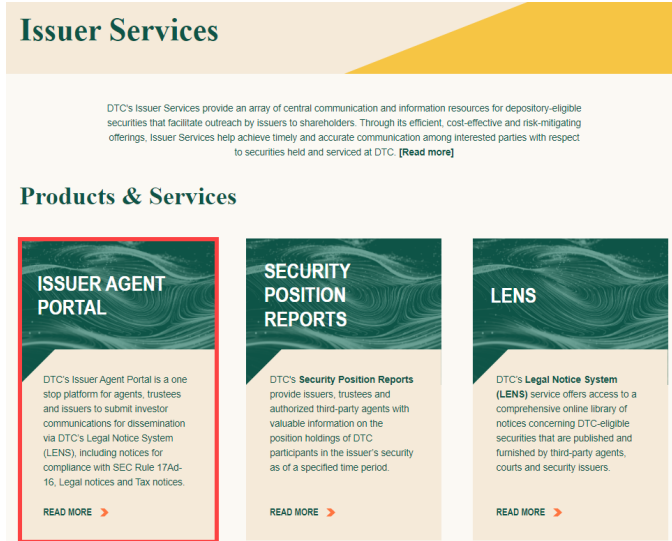 Issuer Services
DTC's Issuer Services provide an array of central communication and information resources for depository-eligible
securities that facilitate outreach by issuers to shareholders. Through its efficient, cost-effective and risk-mitigating
offerings, Issuer Services help achieve timely and accurate communication among interested parties with respect
to securities held and serviced at DTC. [Read more]
Products & Services
ISSUER AGENT
PORTAL
DTC's Issuer Agent Portal is a one
stop platform for agents, trustees
and issuers to submit investor
communications for dissemination
via DTC's Legal Notice System
(LENS), including notices for
compliance with SEC Rule 17Ad-
16, Legal notices and Tax notices.
READ MORE
SECURITY
POSITION
REPORTS
DTC's Security Position Reports
provide issuers, trustees and
authorized third-party agents with
valuable information on the
position holdings of DTC
participants in the issuer's security
as of a specified time period.
READ MORE
LENS
DTC's Legal Notice System
(LENS) service offers access to a
comprehensive online library of
notices concerning DTC-eligible
securities that are published and
furnished by third-party agents,
courts and security issuers.
READ MORE